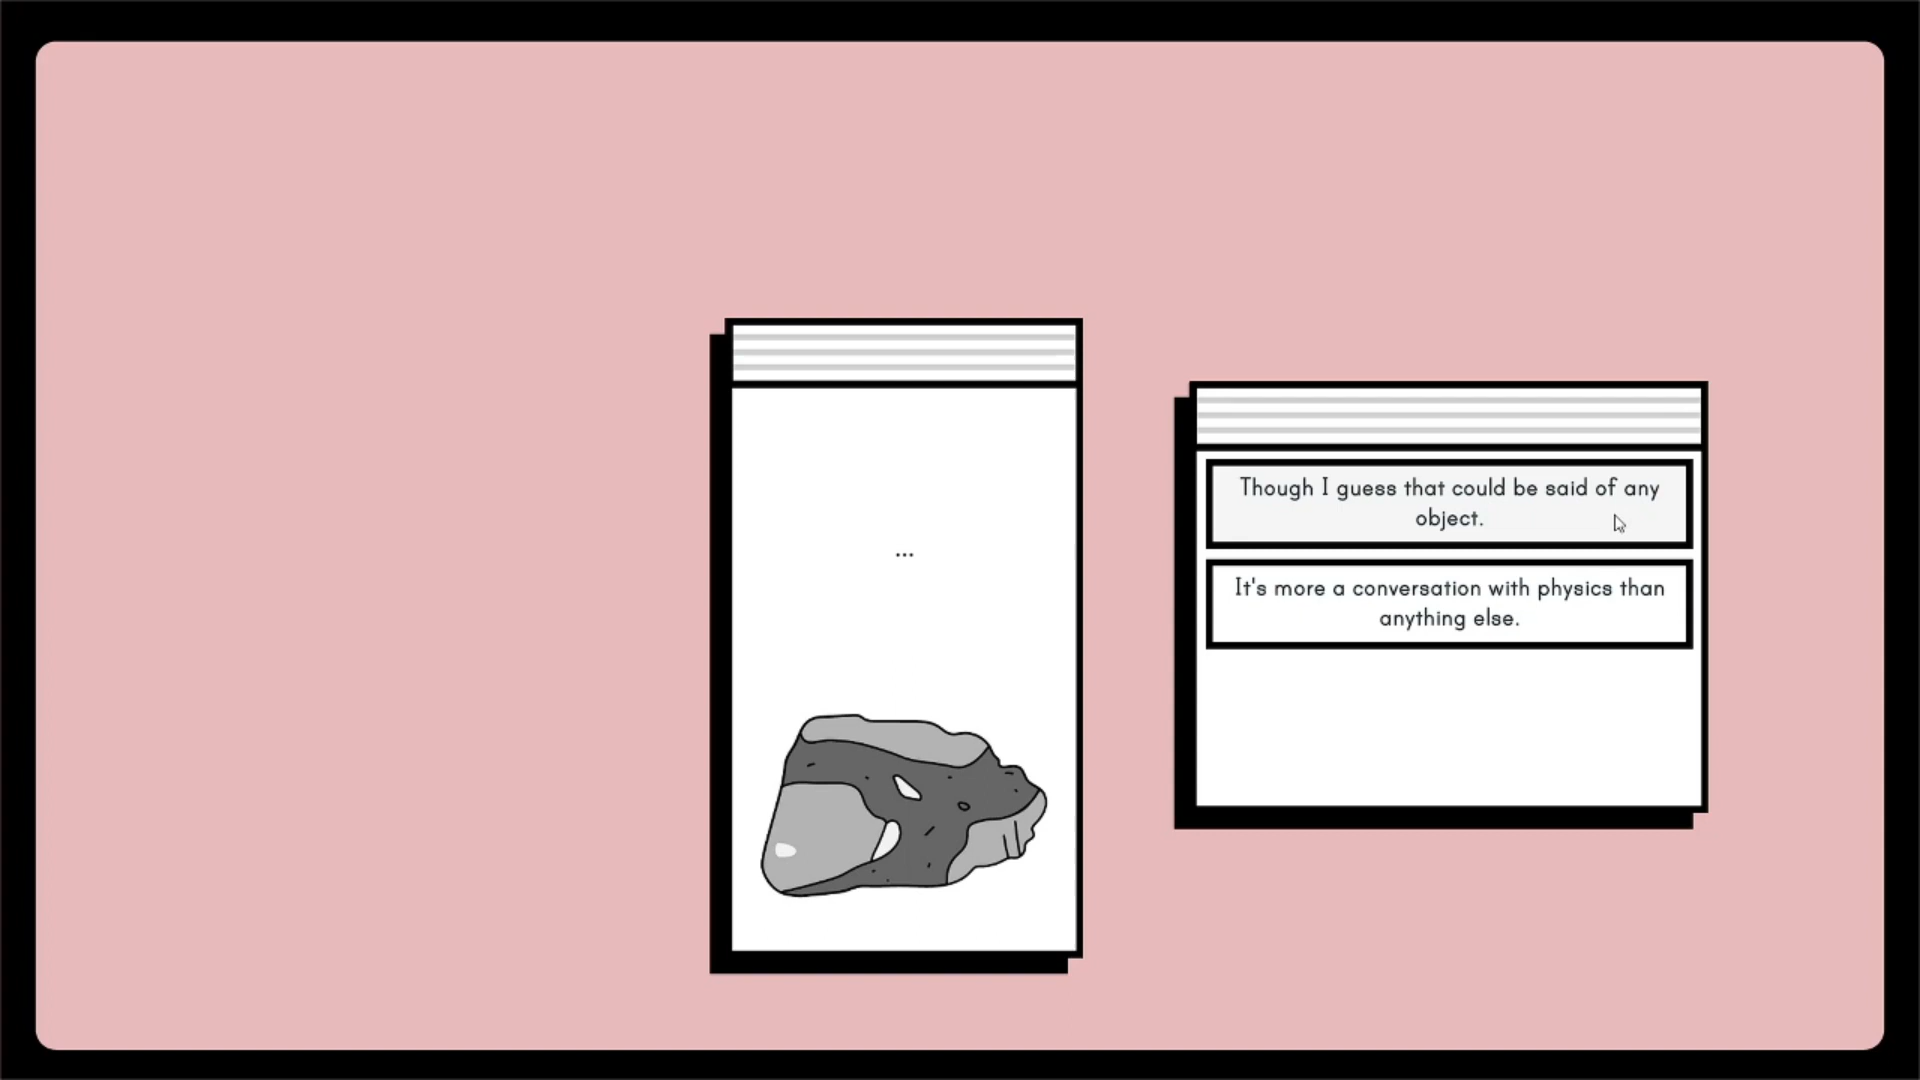 ...
Though I guess that could be said of any
object.
It's more a conversation with physics than
anything else.